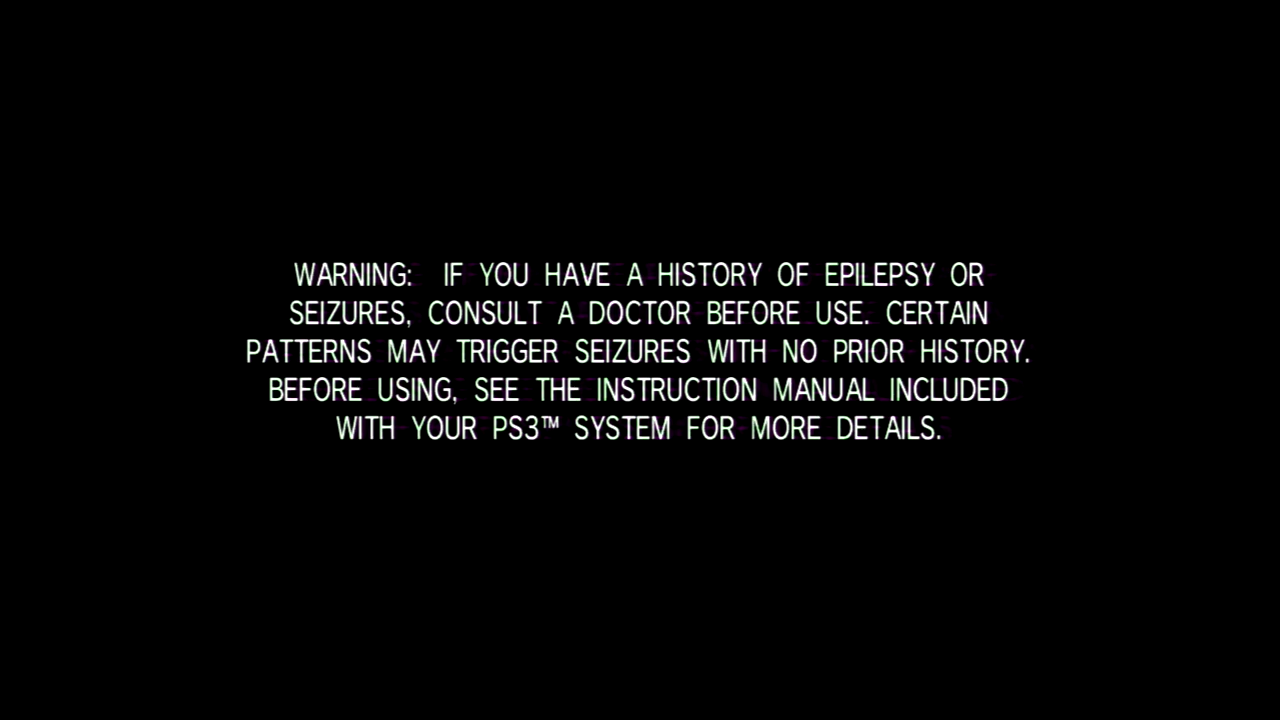 WARNING: IF YOU HAVE A HISTORY OF EPILEPSY OR
SEIZURES, CONSULT A DOCTOR BEFORE USE. CERTAIN
PATTERNS MAY TRIGGER SEIZURES WITH NO PRIOR HISTORY.
BEFORE USING, SEE THE INSTRUCTION MANUAL INCLUDED
WITH YOUR PS3™ SYSTEM FOR MORE DETAILS.